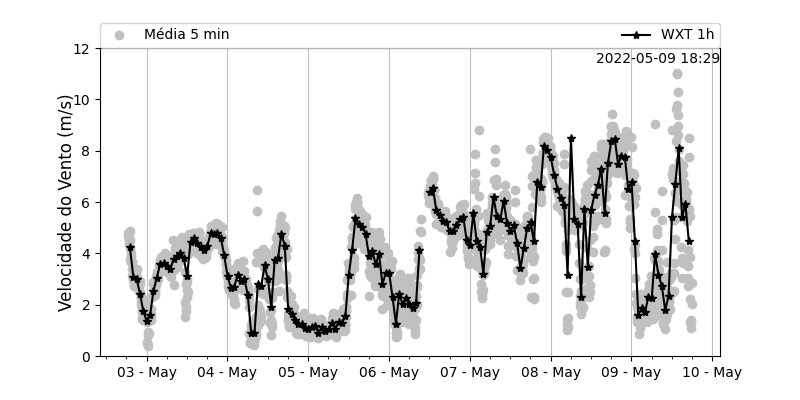 Média 5 min
WXT 1h
2022-05-09 18:29
Velocidade do Vento (m/s)
12
10
8
6
4
2
0
03 - May
04 - May
05 - May
06 - May
07 - May
08 - May
09 - May
10 - May